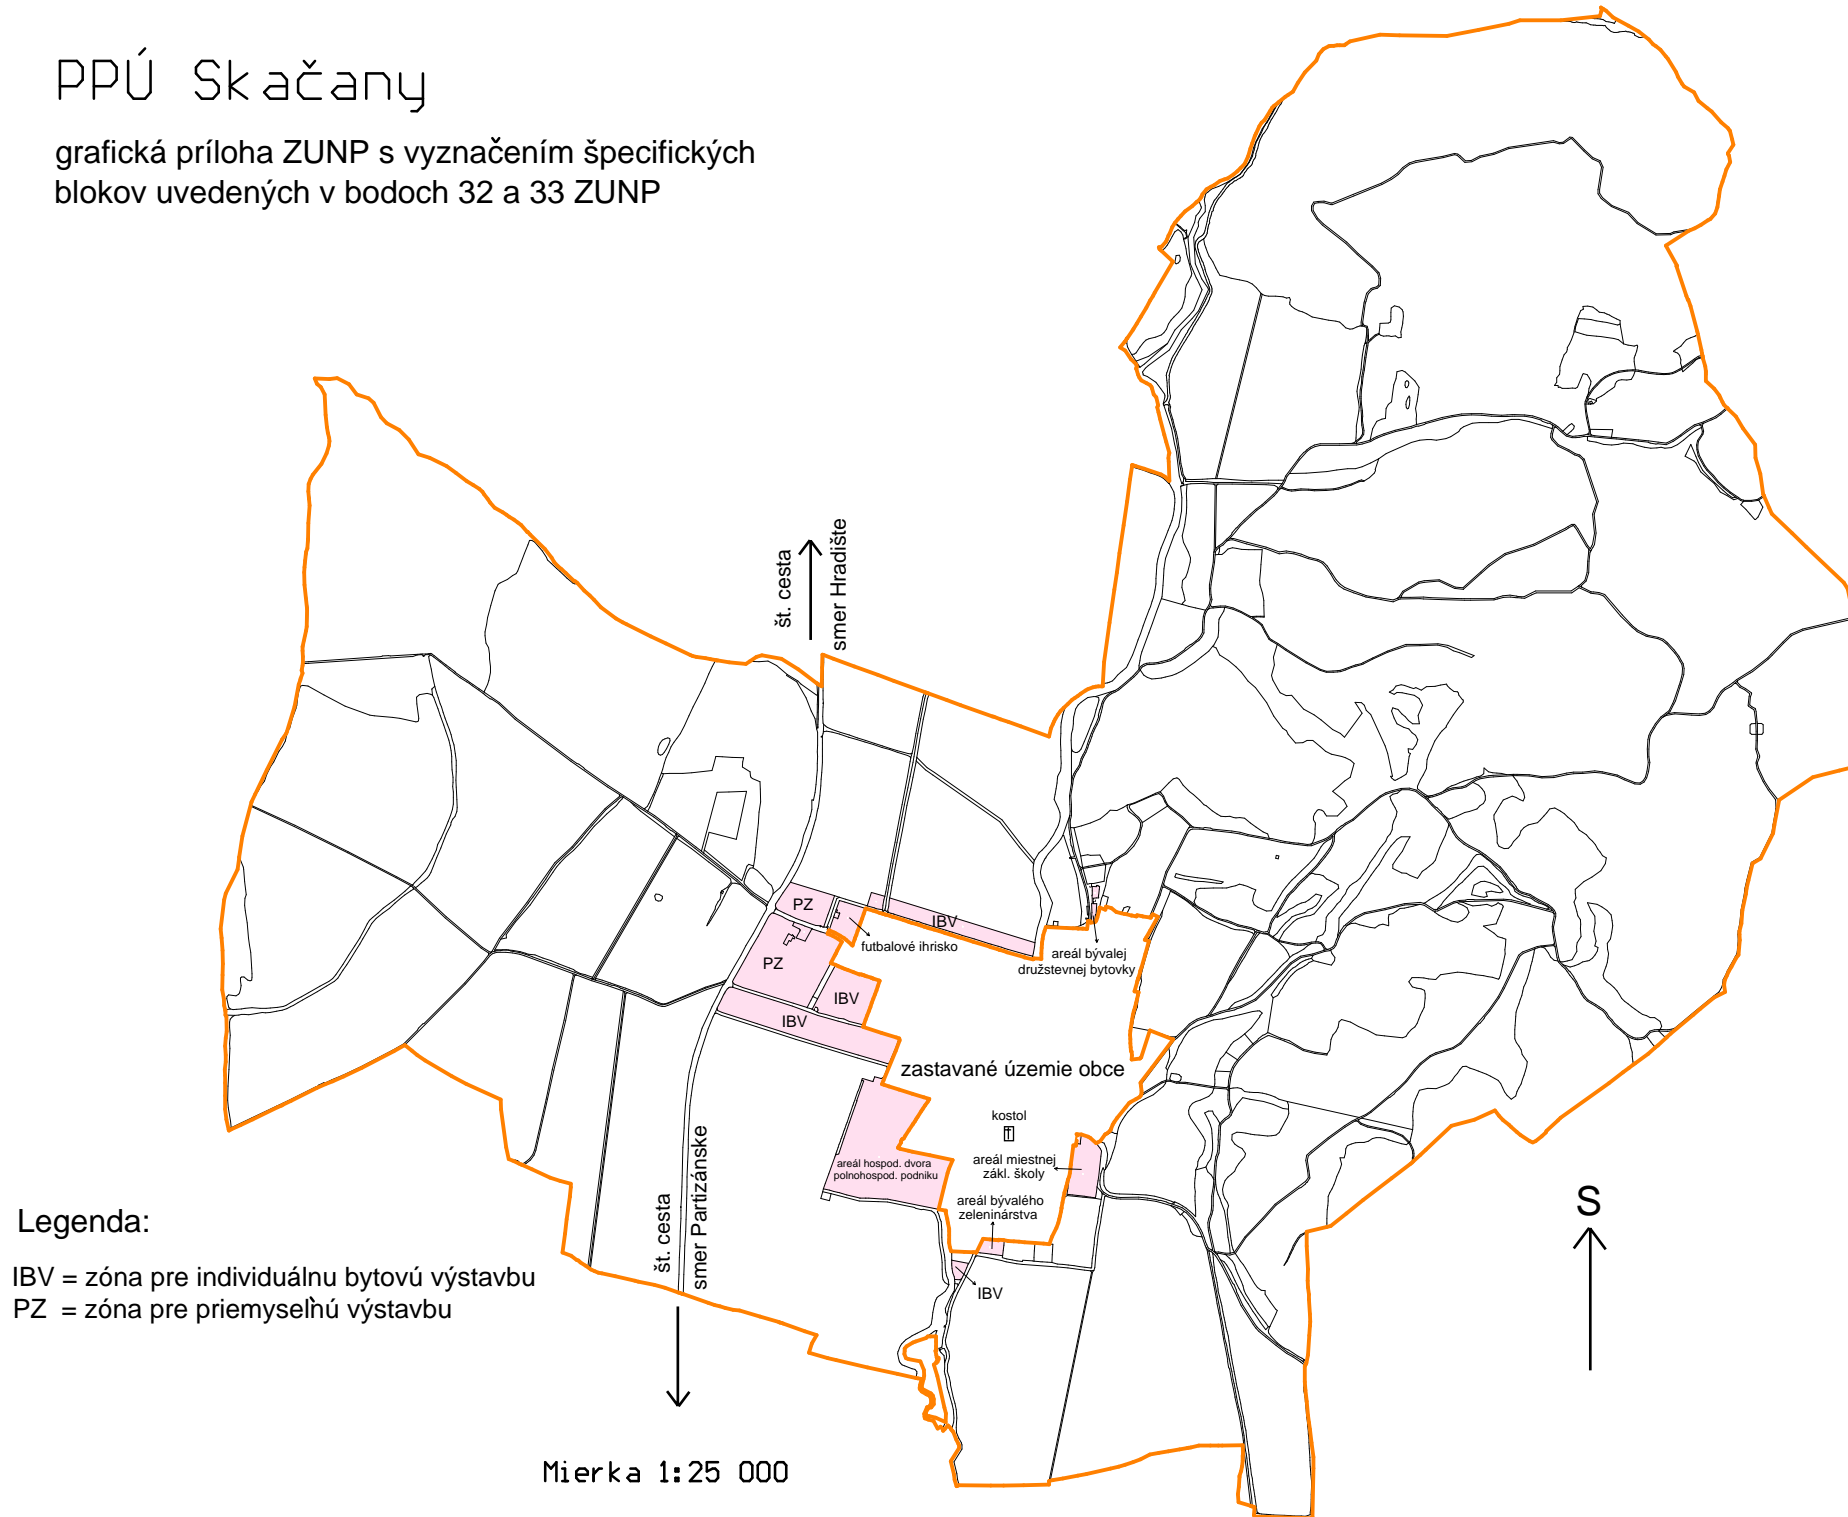 PPÚ Skačany
grafická príloha ZUNP s vyznačením špecifických
blokov uvedených v bodoch 32 a 33 ZUNP
št. cesta
smer Hradište
PZ
IBV
futbalové ihrisko
areál bývalej
družstevnej bytovky
PZ
IBV
IBV
zastavané územie obce
kostol
areál miestnej
zákl. školy
areál hospod. dvora
polnohospod. podniku
areál bývalého
zeleninárstva
IBV
št. cesta
smer Partizánske
S
Legenda:
IBV = zóna pre individuálnu bytovú výstavbu
PZ = zóna pre priemyselǹú výstavbu
Mierka 1:25 000